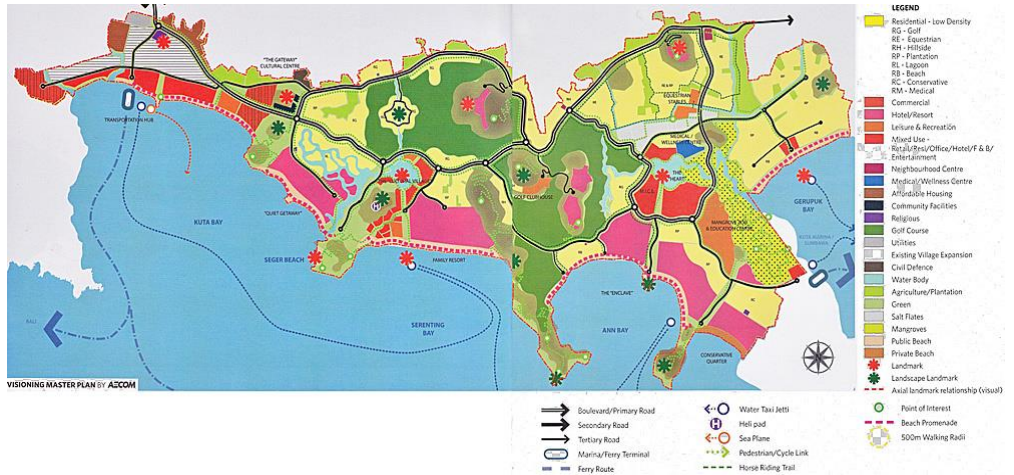 "THE GATEWAY"
CULTURAL CENTRE
TRANSPORTATION HUB
KUTA BAY
"QUIET GETAWAY"
SEGER BEACH
FAMILY RESORT
SERENTING
BAY
BALI
GOLF CLUBHOUSE
EQUESTRIAN
STABLES
MEDICAL /
WELLNESS CENTRE
THE
HEART
M.I.C.E.
MANGROVE
& EDUCATION CENTRE
GERUPUK
BAY
THE "ENCLAVE"
ANN BAY
CONSERVATIVE
QUARTER
VISIONING MASTER PLAN BY AECOM
LEGEND
Residential - Low Density
RG - Golf
RE - Equestrian
RH - Hillside
RP - Plantation
RL - Lagoon
RB - Beach
RC - Conservative
RM - Medical
Commercial
Hotel/Resort
Leisure & Recreation
Mixed Use -
Retail/Resi/Office/Hotel/F & B/
Entertainment
Neighbourhood Centre
Medical/Wellness Centre
Affordable Housing
Community Facilities
Religious
Golf Course
Utilities
Existing Village Expansion
Civil Defence
Water Body
Agriculture/Plantation
Green
Salt Flates
Mangroves
Public Beach
Private Beach
Landmark
Landscape Landmark
Axial landmark relationship (visual)
Point of Interest
Beach Promenade
500m Walking Radii
Boulevard/Primary Road
Secondary Road
Tertiary Road
Marina/Ferry Terminal
Ferry Route
Water Taxi Jetti
H Heli pad
Sea Plane
Pedestrian/Cycle Link
Horse Riding Trail